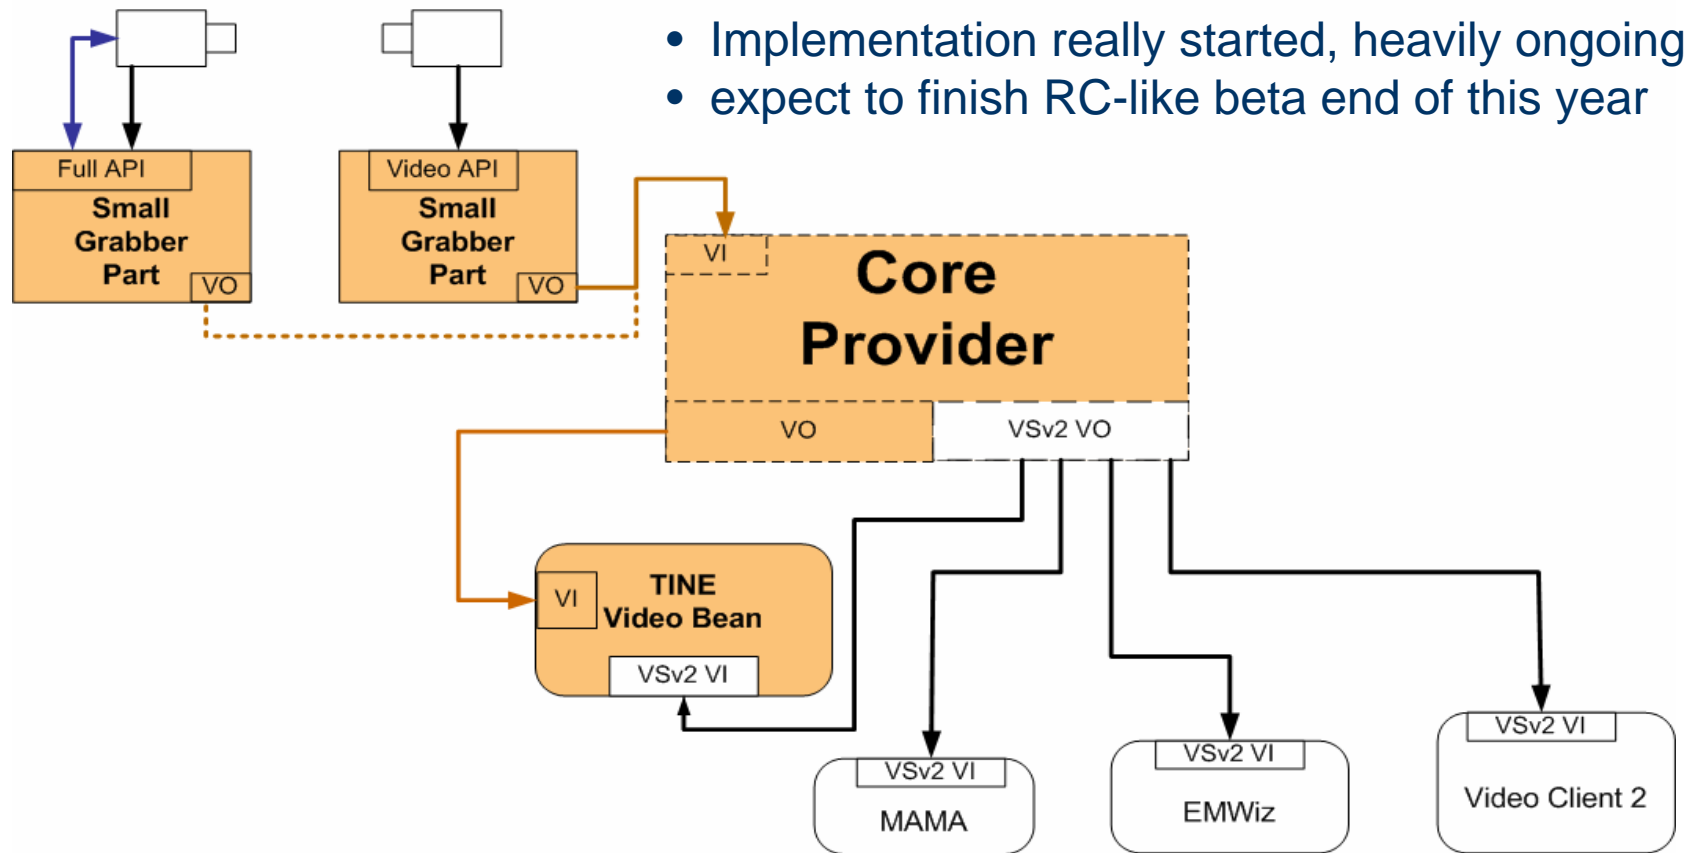 • Implementation really started, heavily ongoing
• expect to finish RC-like beta end of this year
Full API
Small
Grabber
Part
VO
Video API
Small
Grabber
Part
VO
VI
Core
Provider
VO
VSv2 VO
VI
TINE
Video Bean
VSv2 VI
VSv2 VI
MAMA
VSv2 VI
EMWiz
VSv2 VI
Video Client 2